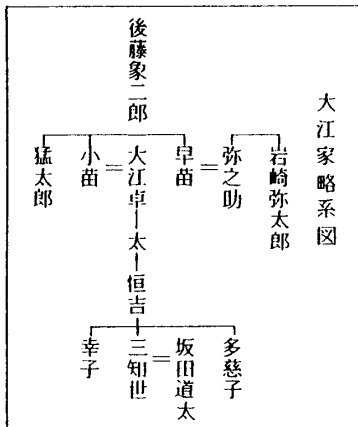 大江家略系図
岩崎弥太郎
弥之助
後藤象二郎
早苗
大江卓
小苗
猛太郎
太
恒吉
多慈子
坂田道太
三知世
幸子